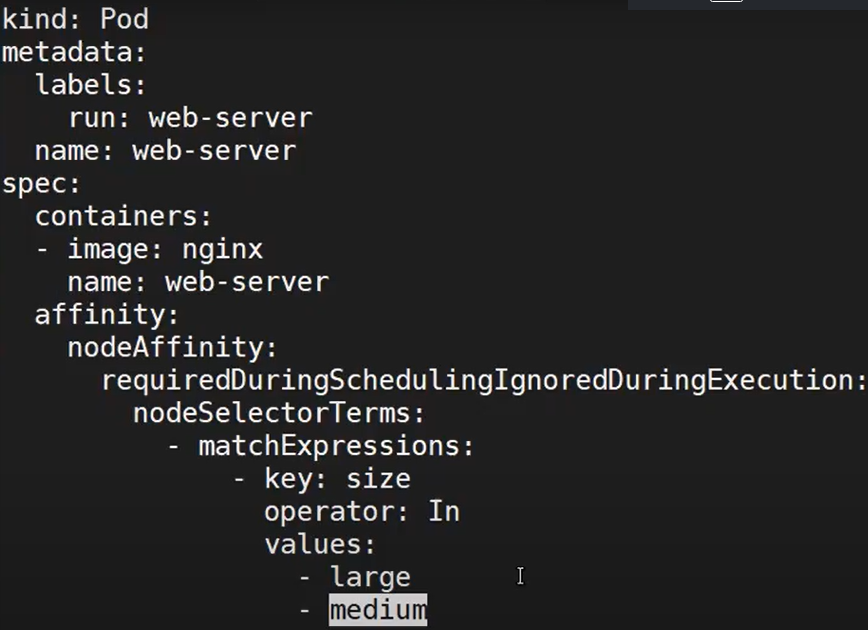 kind: Pod
metadata:
  labels:
    run: web-server
  name: web-server
spec:
  containers:
  - image: nginx
    name: web-server
  affinity:
    nodeAffinity:
      requiredDuringSchedulingIgnoredDuringExecution:
        nodeSelectorTerms:
          - matchExpressions:
              - key: size
                operator: In
                values:
                  - large
                  - medium